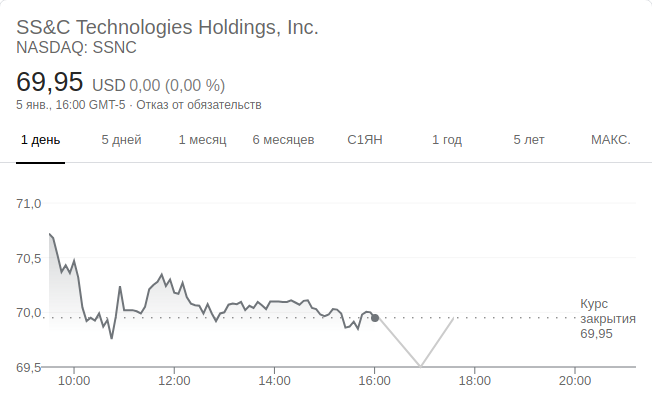 SS&C Technologies Holdings, Inc.
NASDAQ: SSNC
69,95 USD 0,00 (0,00 %)
5 янв., 16:00 GMT-5 · Отказ от обязательств
1 день 5 дней 1 месяц 6 месяцев С1ЯН 1 год 5 лет МАКС.
71,0
70,5
70,0
69,5
Курс
закрытия
69,95
10:00 12:00 14:00 16:00 18:00 20:00